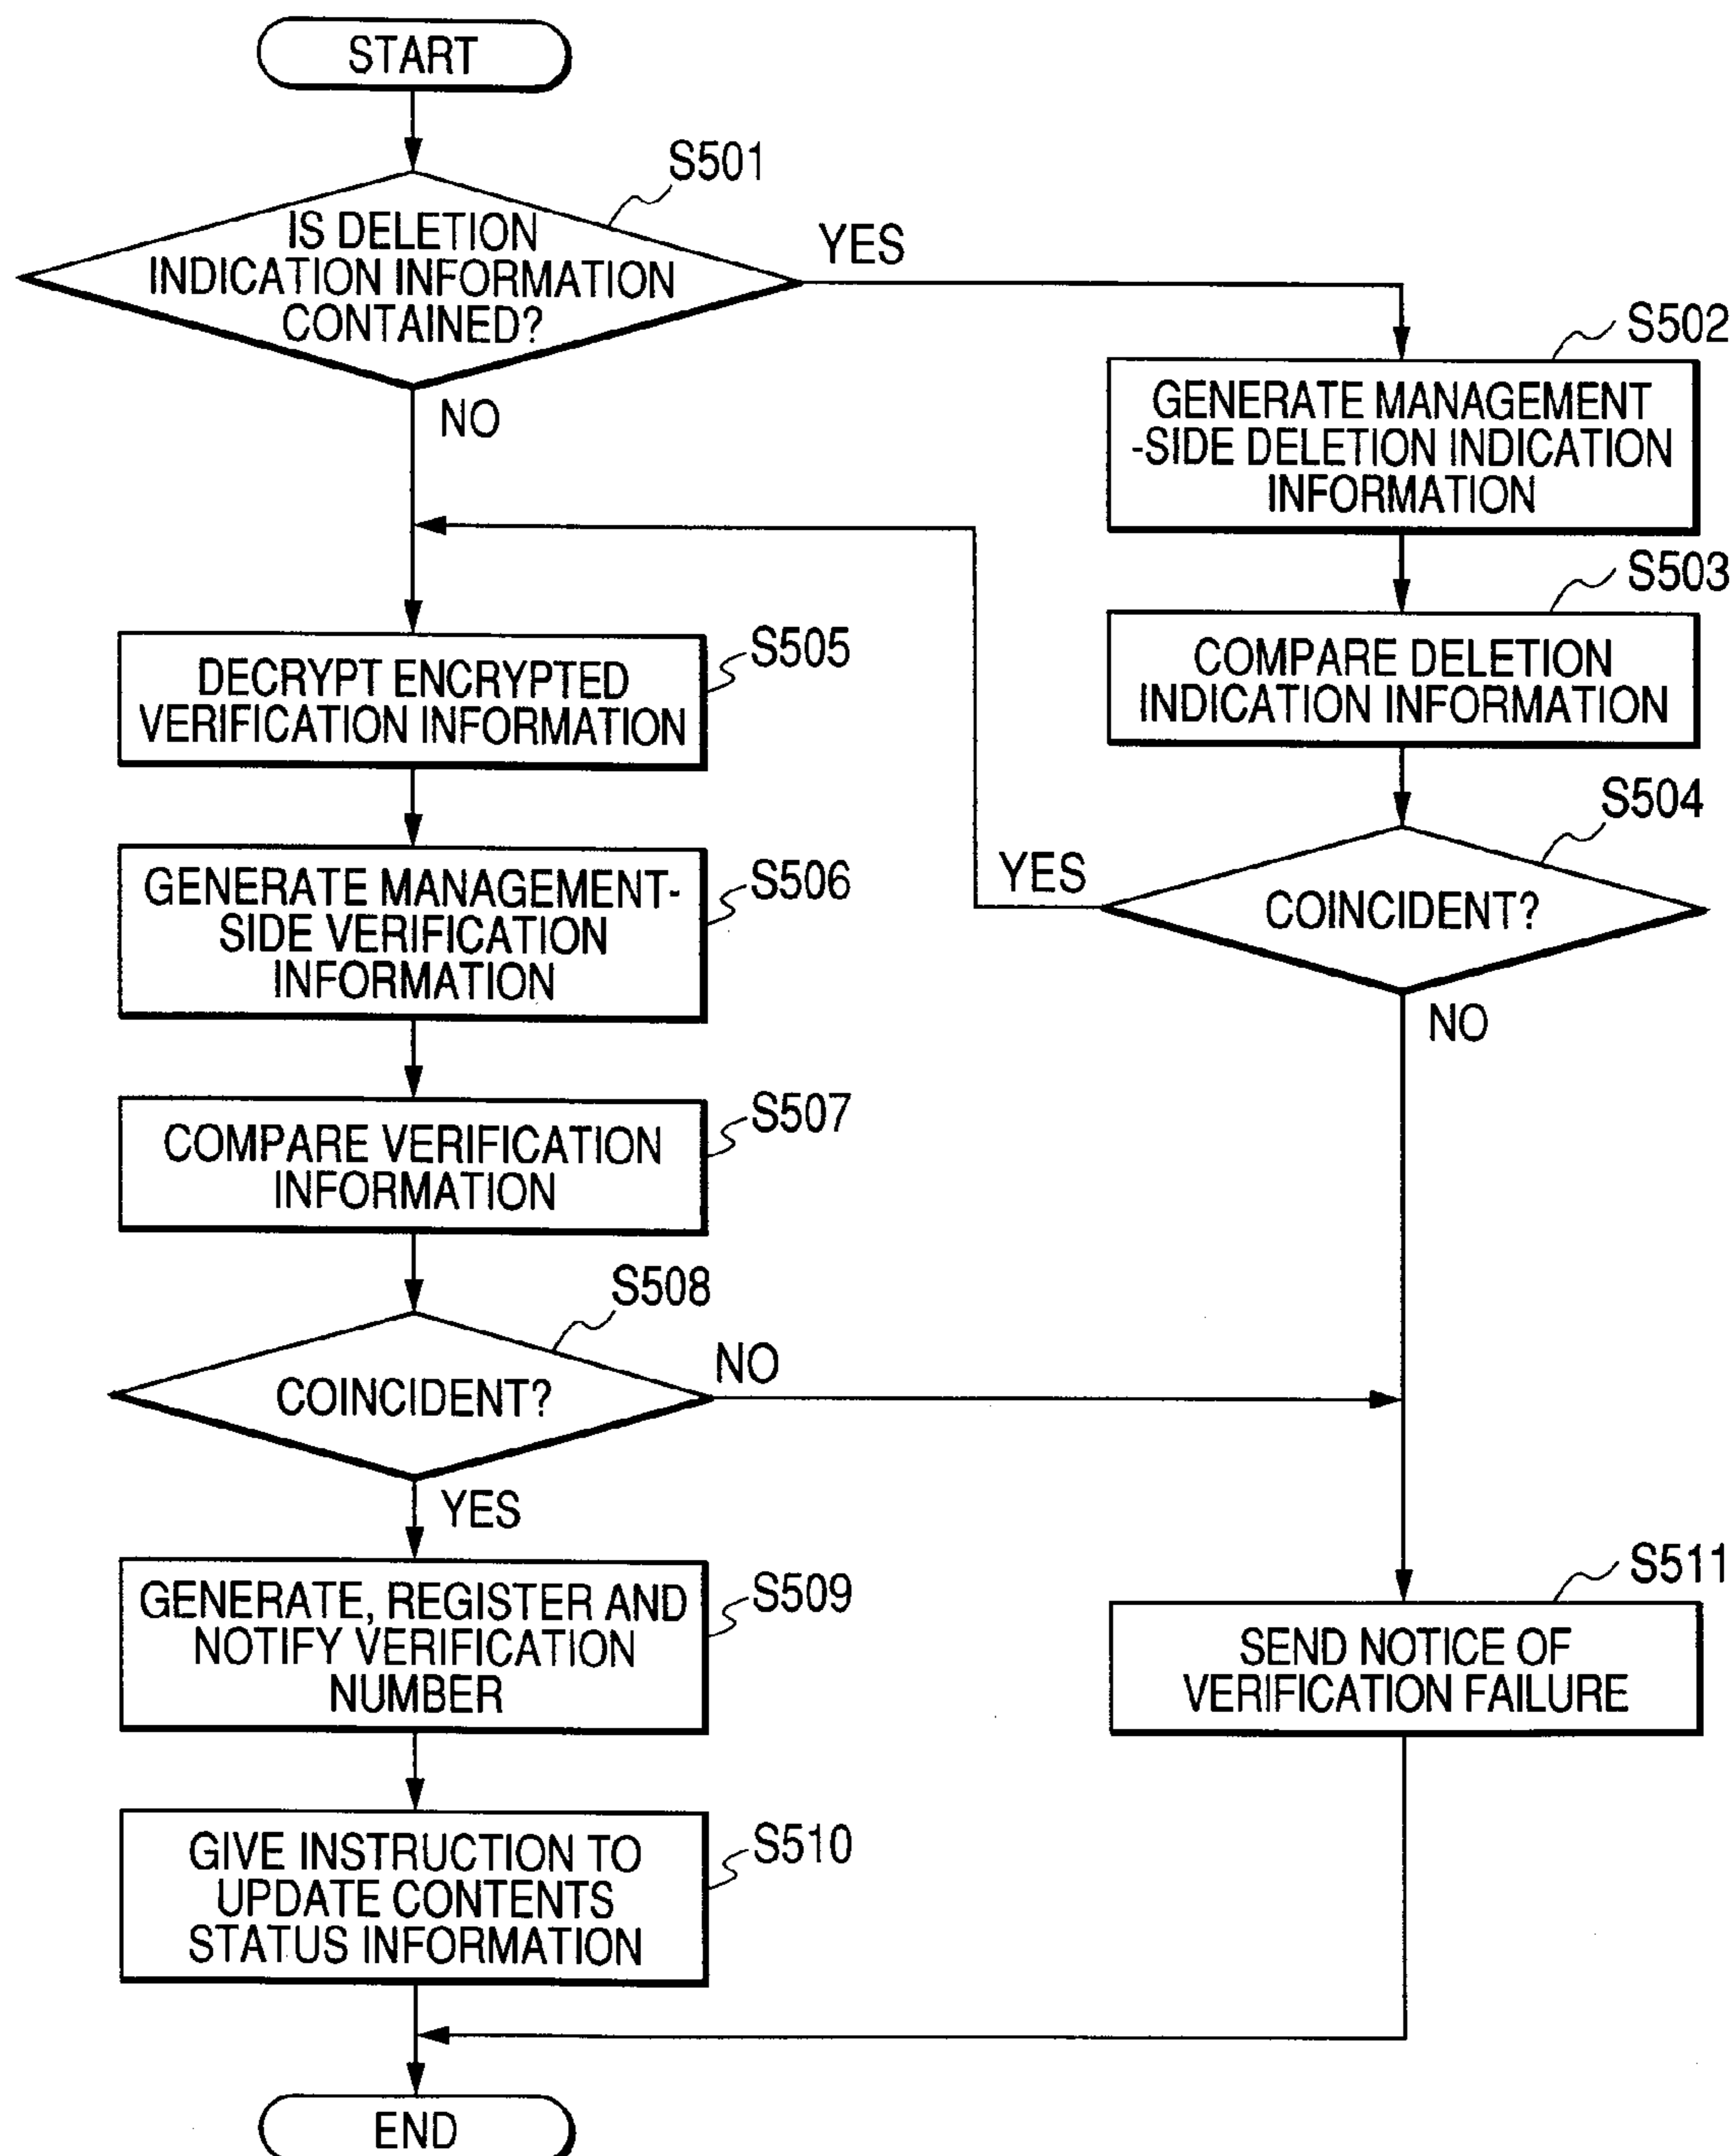 START
S501
IS DELETION
INDICATION INFORMATION
CONTAINED?
YES
NO
S502
GENERATE MANAGEMENT
-SIDE DELETION INDICATION
INFORMATION
S503
COMPARE DELETION
INDICATION INFORMATION
S504
COINCIDENT?
YES
NO
S505
DECRYPT ENCRYPTED
VERIFICATION INFORMATION
S506
GENERATE MANAGEMENT-
SIDE VERIFICATION
INFORMATION
S507
COMPARE VERIFICATION
INFORMATION
S508
COINCIDENT?
NO
YES
S509
GENERATE, REGISTER AND
NOTIFY VERIFICATION
NUMBER
S510
GIVE INSTRUCTION TO
UPDATE CONTENTS
STATUS INFORMATION
S511
SEND NOTICE OF
VERIFICATION FAILURE
END